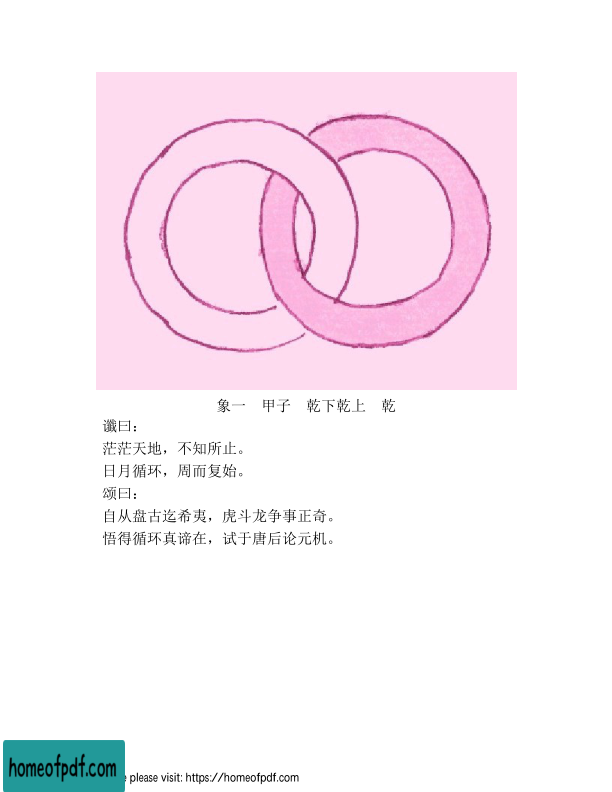 象一　甲子　乾下乾上　乾
谶曰：
茫茫天地，不知所止。
日月循环，周而复始。
颂曰：
自从盘古迄希夷，虎斗龙争事正奇。
悟得循环真谛在，试于唐后论元机。
homeofpdf.com
please visit: https://homeofpdf.com